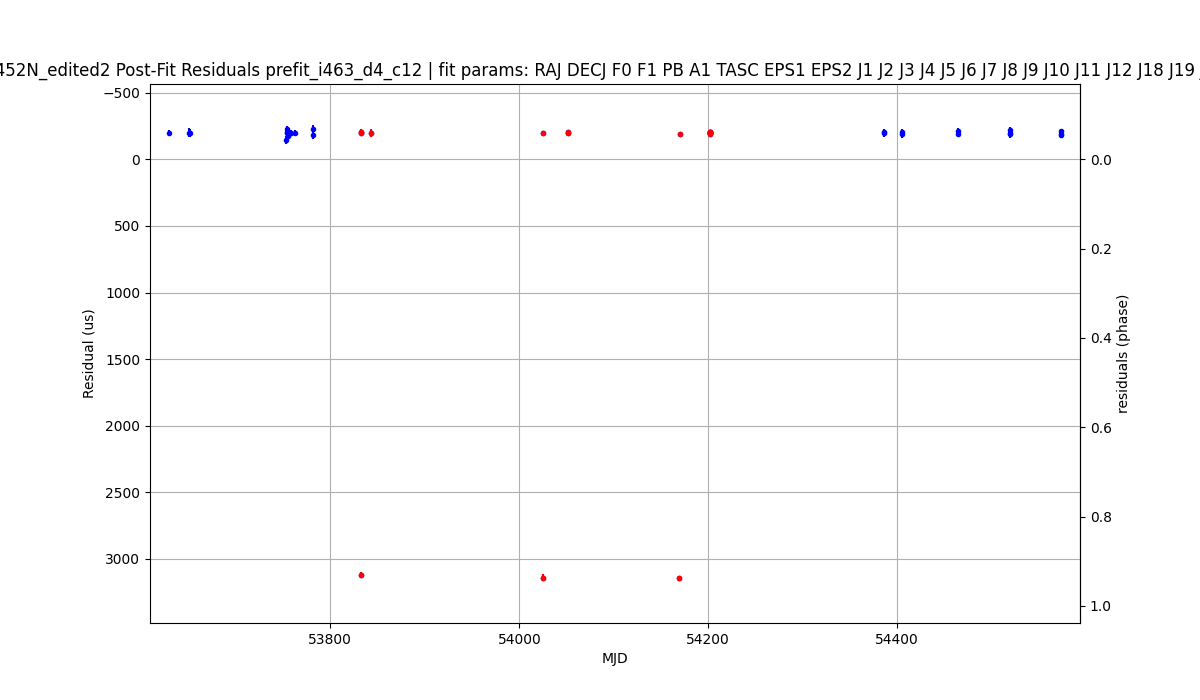 452N_edited2 Post-Fit Residuals prefit_i463_d4_c12 | fit params: RAJ DECJ F0 F1 PB A1 TASC EPS1 EPS2 J1 J2 J3 J4 J5 J6 J7 J8 J9 J10 J11 J12 J18 J19
−500
0
500
1000
1500
2000
2500
3000
Residual (us)
0.0
0.2
0.4
0.6
0.8
1.0
residuals (phase)
53800 54000 54200 54400
MJD